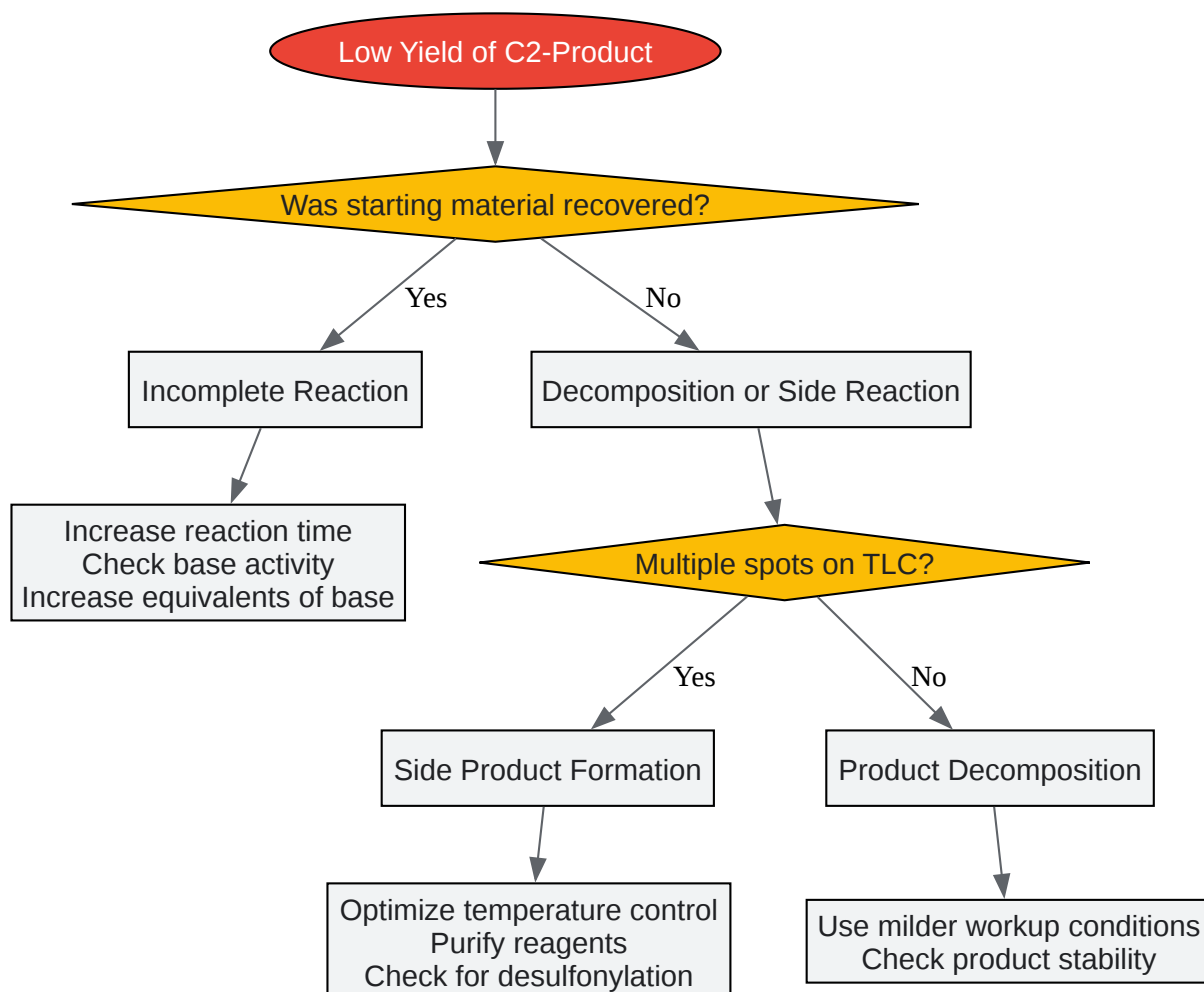 Low Yield of C2-Product
Was starting material recovered?
Yes
No
Incomplete Reaction
Decomposition or Side Reaction
Increase reaction time
Check base activity
Increase equivalents of base
Multiple spots on TLC?
Yes
No
Side Product Formation
Product Decomposition
Optimize temperature control
Purify reagents
Check for desulfonylation
Use milder workup conditions
Check product stability